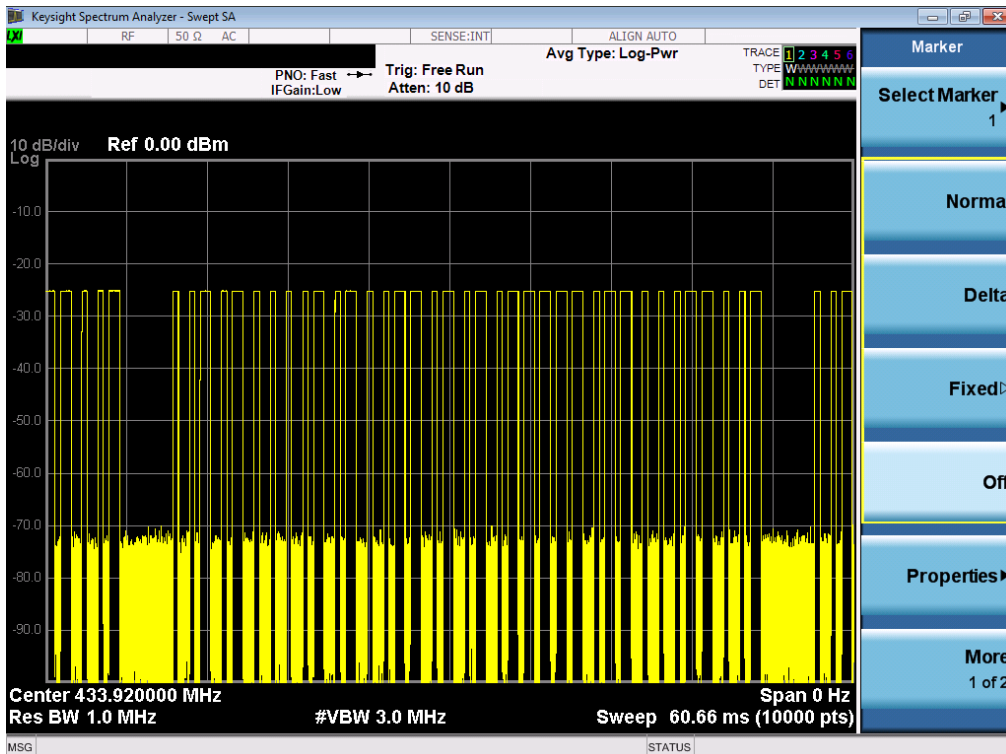 Keysight Spectrum Analyzer - Swept SA
LXI RF 50 Ω AC SENSE:INT ALIGN AUTO
Marker
Avg Type: Log-Pwr
TRACE 1 2 3 4 5 6
PNO: Fast Trig: Free Run
TYPE WWWWWW
IFGain:Low Atten: 10 dB
DET N N N N N N
Select Marker
1
10 dB/div Ref 0.00 dBm
Log
-10.0
Norma
-20.0
Delta
-30.0
-40.0
Fixed
-50.0
-60.0
Off
-70.0
-80.0
Properties
-90.0
More
1 of 2
Center 433.920000 MHz Span 0 Hz
Res BW 1.0 MHz #VBW 3.0 MHz Sweep 60.66 ms (10000 pts)
MSG STATUS